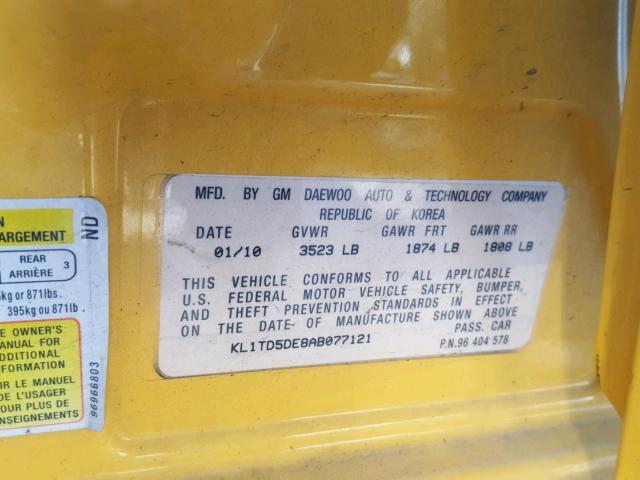 MFD. BY GM DAEWOO AUTO & TECHNOLOGY COMPANY
REPUBLIC OF KOREA
DATE GVWR GAWR FRT GAWR RR
01/10 3523 LB 1874 LB 1808 LB
THIS VEHICLE CONFORMS TO ALL APPLICABLE
U.S. FEDERAL MOTOR VEHICLE SAFETY, BUMPER,
AND THEFT PREVENTION STANDARDS IN EFFECT
ON THE DATE OF MANUFACTURE SHOWN ABOVE
PASS. CAR
KL1TD5DE8AB077121
P.N. 96 404 578
ND
REAR
ARRIÈRE 3
kg or 871lbs.
395kg ou 871lb.
E OWNER'S
ANUAL FOR
DDITIONAL
FORMATION
IR LE MANUEL
L'USAGER
OUR PLUS DE
NSEIGNEMENTS
96966803